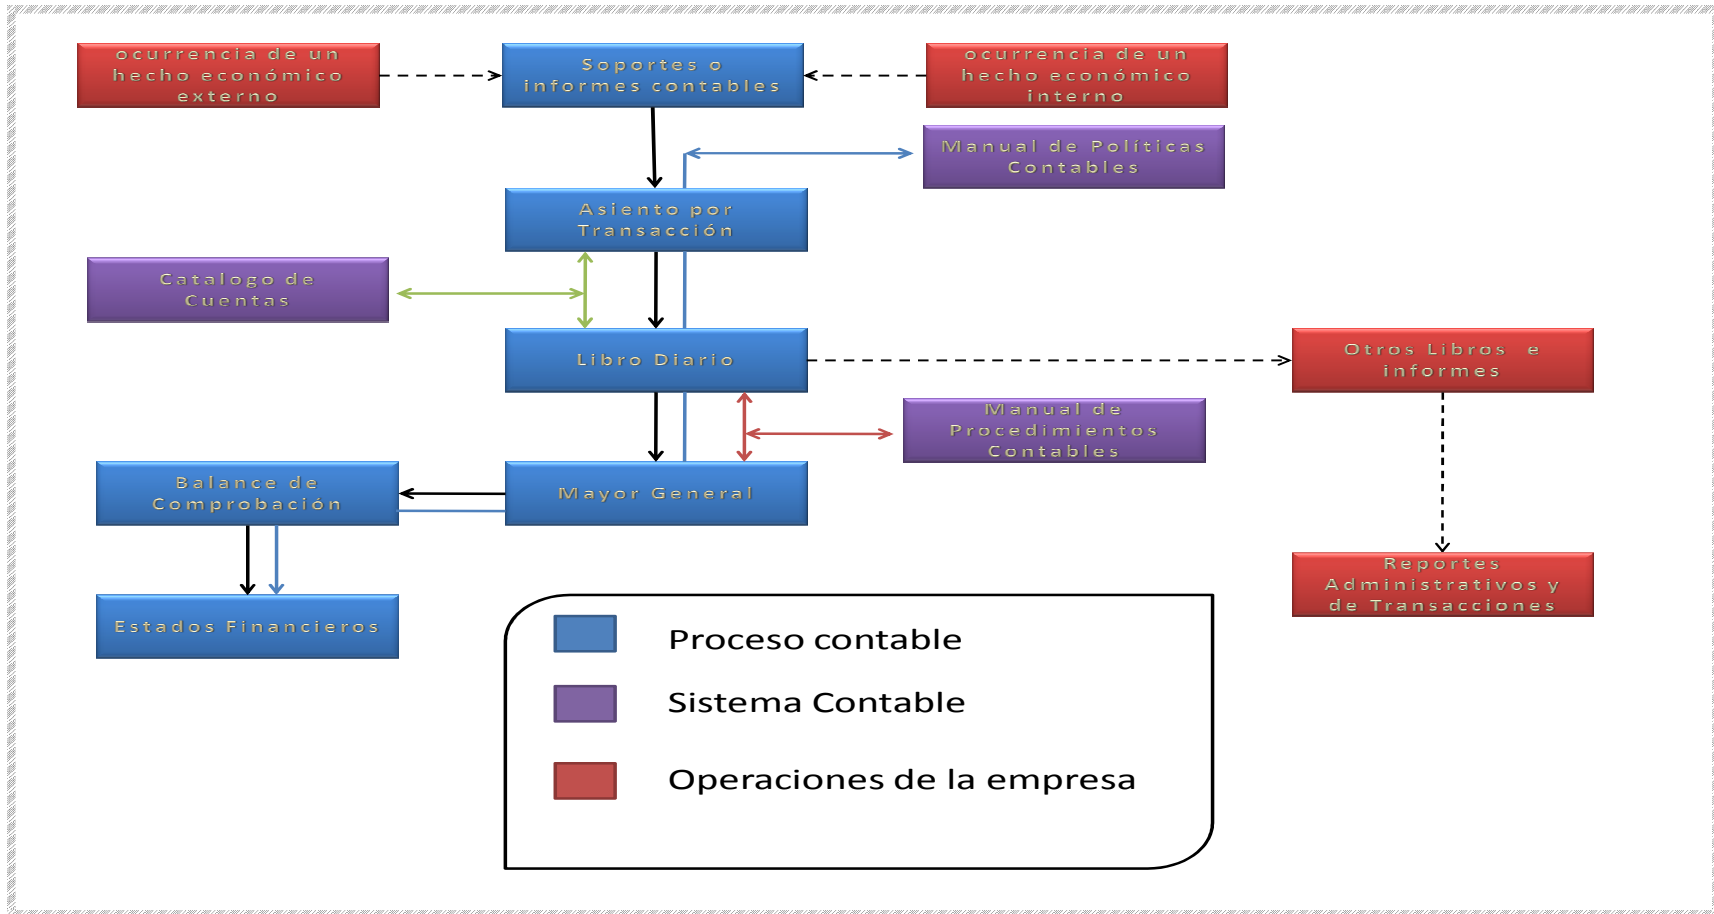 ocurrencia de un
hecho económico
externo
Soportes o
informes contables
ocurrencia de un
hecho económico
interno
Manual de Políticas
Contables
Asiento por
Transacción
Catalogo de
Cuentas
Libro Diario
Otros Libros e
informes
Manual de
Procedimientos
Contables
Balance de
Comprobación
Mayor General
Reportes
Administrativos y
de Transacciones
Estados Financieros
Proceso contable
Sistema Contable
Operaciones de la empresa